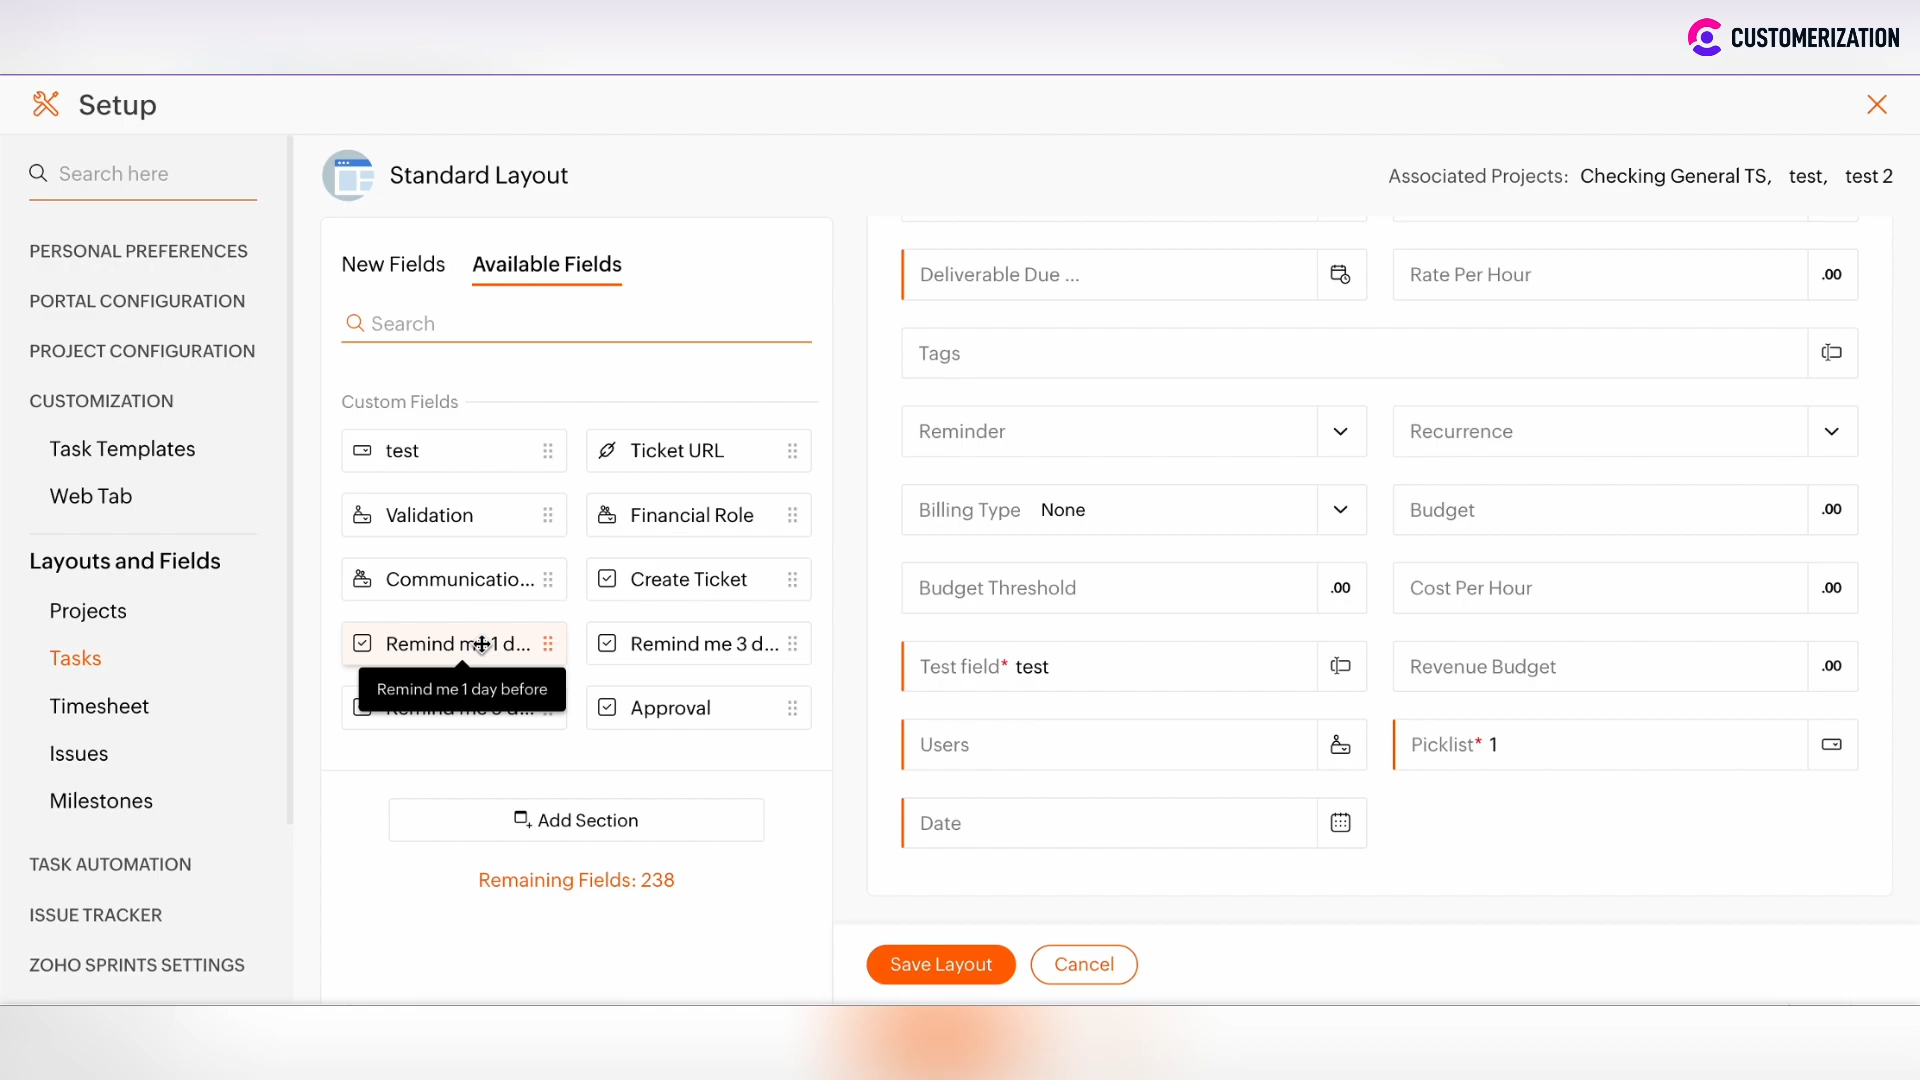 CUSTOMERIZATION
Setup
Search here
PERSONAL PREFERENCES
PORTAL CONFIGURATION
PROJECT CONFIGURATION
CUSTOMIZATION
Task Templates
Web Tab
Layouts and Fields
Projects
Tasks
Timesheet
Issues
Milestones
TASK AUTOMATION
ISSUE TRACKER
ZOHO SPRINTS SETTINGS
Standard Layout
Associated Projects: Checking General TS, test, test 2
New Fields Available Fields
Search
Custom Fields
test Ticket URL
Validation Financial Role
Communicatio... Create Ticket
Remind me 1 d... Remind me 3 d...
Remind me 1 day before
Approval
Add Section
Remaining Fields: 238
Deliverable Due ... Rate Per Hour .00
Tags
Reminder Recurrence
Billing Type None Budget .00
Budget Threshold .00 Cost Per Hour .00
Test field* test Revenue Budget .00
Users Picklist* 1
Date
Save Layout Cancel